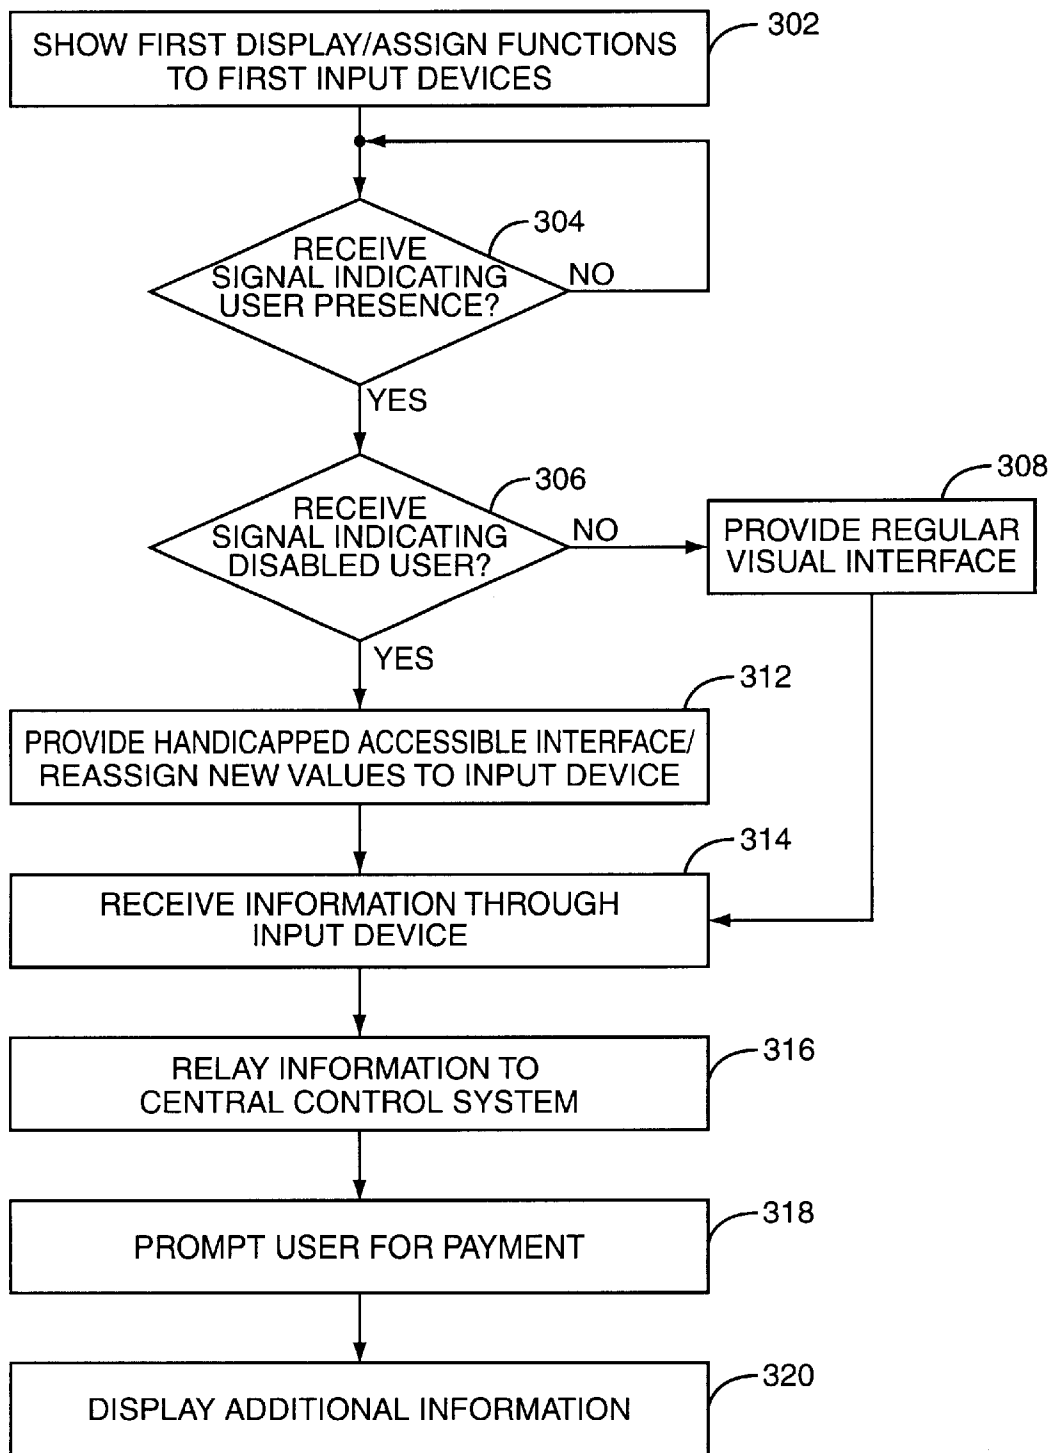 SHOW FIRST DISPLAY/ASSIGN FUNCTIONS
TO FIRST INPUT DEVICES
302
RECEIVE
SIGNAL INDICATING
USER PRESENCE?
304
NO
YES
RECEIVE
SIGNAL INDICATING
DISABLED USER?
306
NO
PROVIDE REGULAR
VISUAL INTERFACE
308
YES
PROVIDE HANDICAPPED ACCESSIBLE INTERFACE/
REASSIGN NEW VALUES TO INPUT DEVICE
312
RECEIVE INFORMATION THROUGH
INPUT DEVICE
314
RELAY INFORMATION TO
CENTRAL CONTROL SYSTEM
316
PROMPT USER FOR PAYMENT
318
DISPLAY ADDITIONAL INFORMATION
320